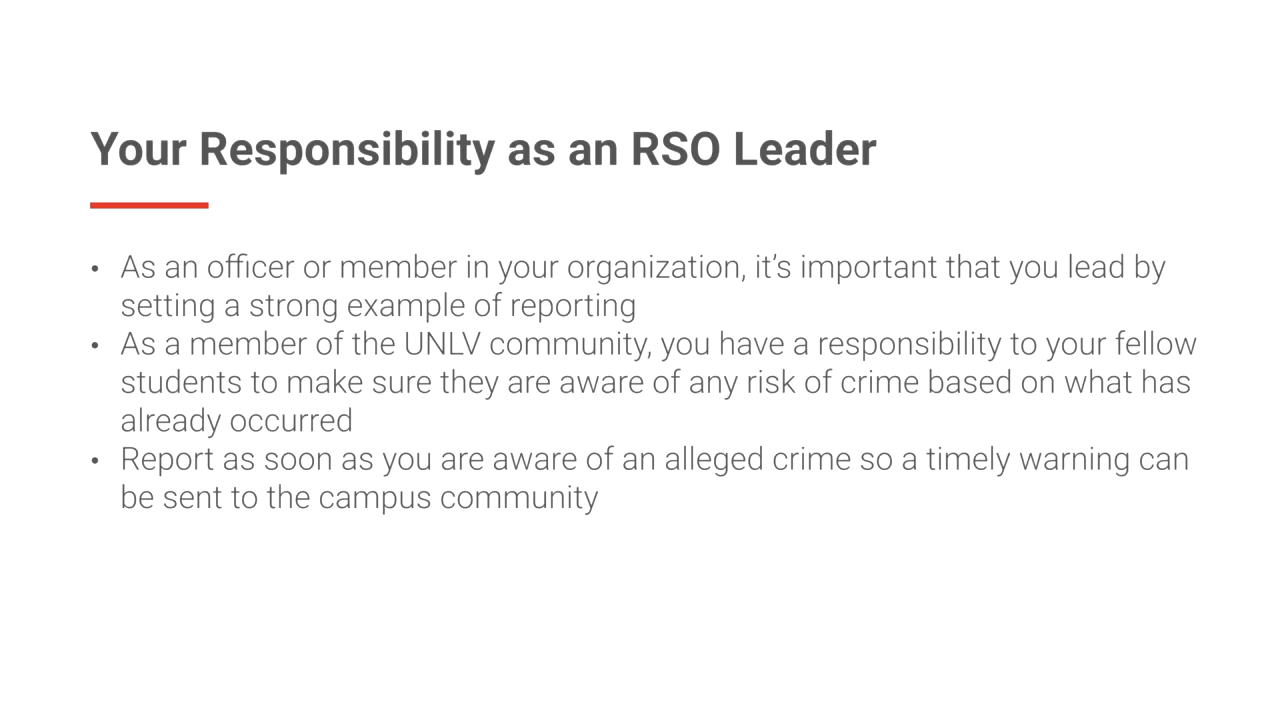 Your Responsibility as an RSO Leader
• As an officer or member in your organization, it’s important that you lead by
setting a strong example of reporting
• As a member of the UNLV community, you have a responsibility to your fellow
students to make sure they are aware of any risk of crime based on what has
already occurred
• Report as soon as you are aware of an alleged crime so a timely warning can
be sent to the campus community